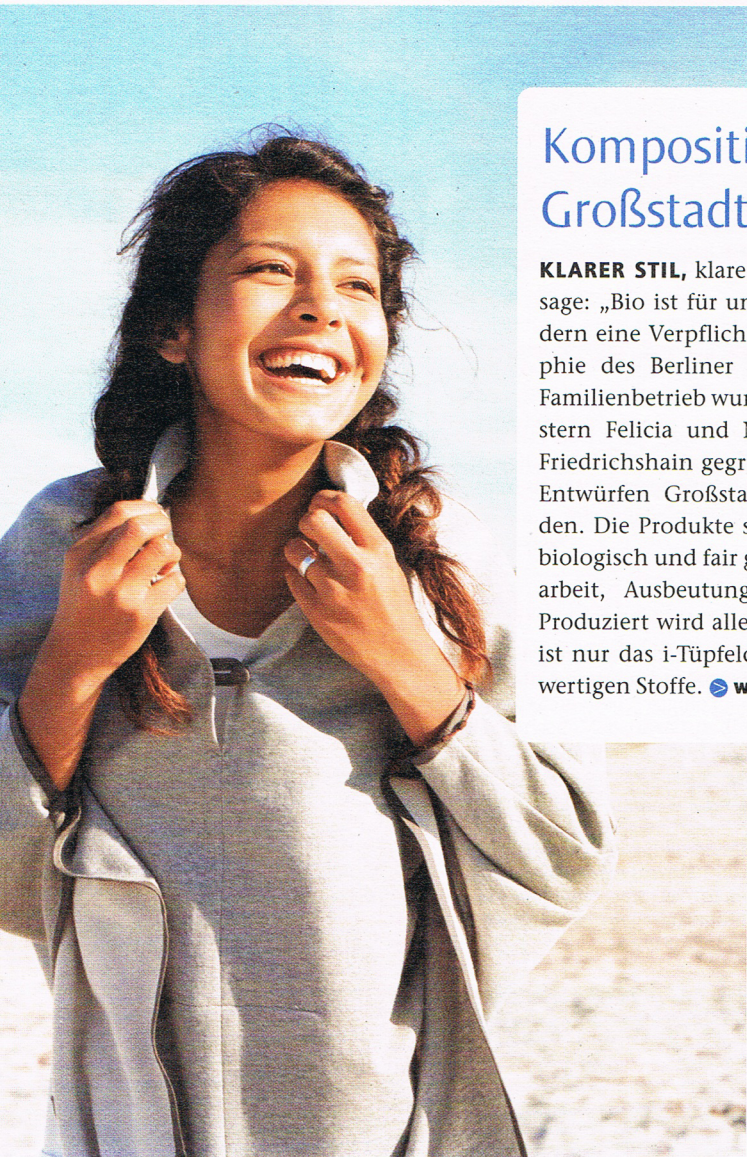 Kompositi
Großstadt
KLARER STIL, klare
sage: „Bio ist für un
dern eine Verpflich
phie des Berliner
Familienbetrieb wur
stern Felicia und
Friedrichshain gegr
Entwürfen Großsta
den. Die Produkte s
biologisch und fair g
arbeit, Ausbeutung
Produziert wird alle
ist nur das i-Tüpfelc
wertigen Stoffe. > w